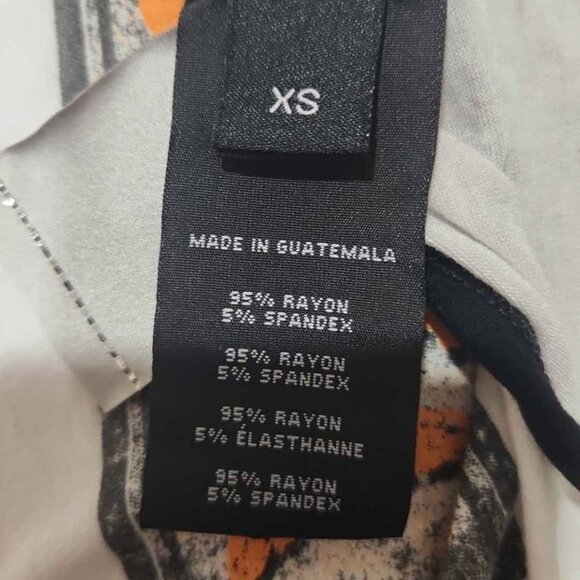 XS
MADE IN GUATEMALA
95% RAYON
5% SPANDEX
95% RAYON
5% SPANDEX
95% RAYON
5% ÉLASTHANNE
95% RAYON
5% SPANDEX